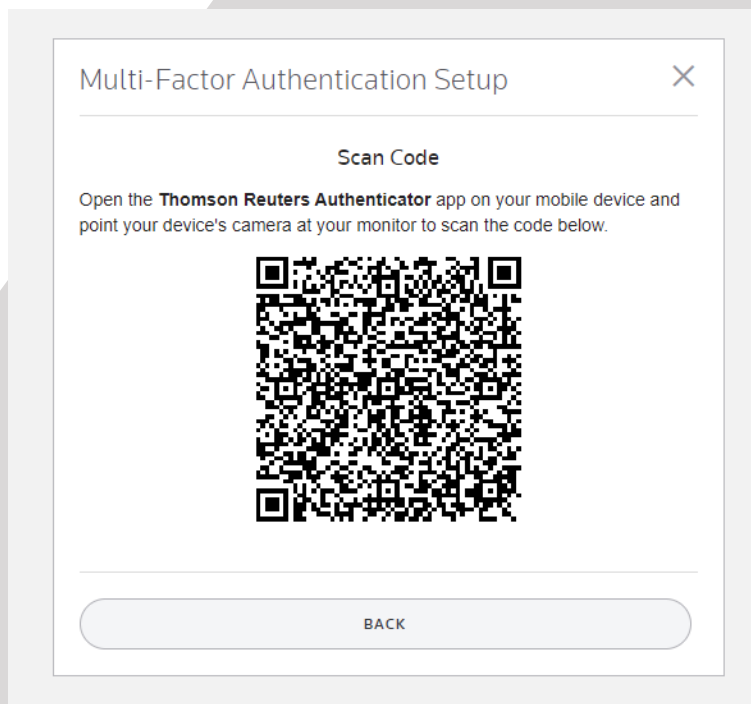 Multi-Factor Authentication Setup
Scan Code
Open the Thomson Reuters Authenticator app on your mobile device and
point your device's camera at your monitor to scan the code below.
BACK